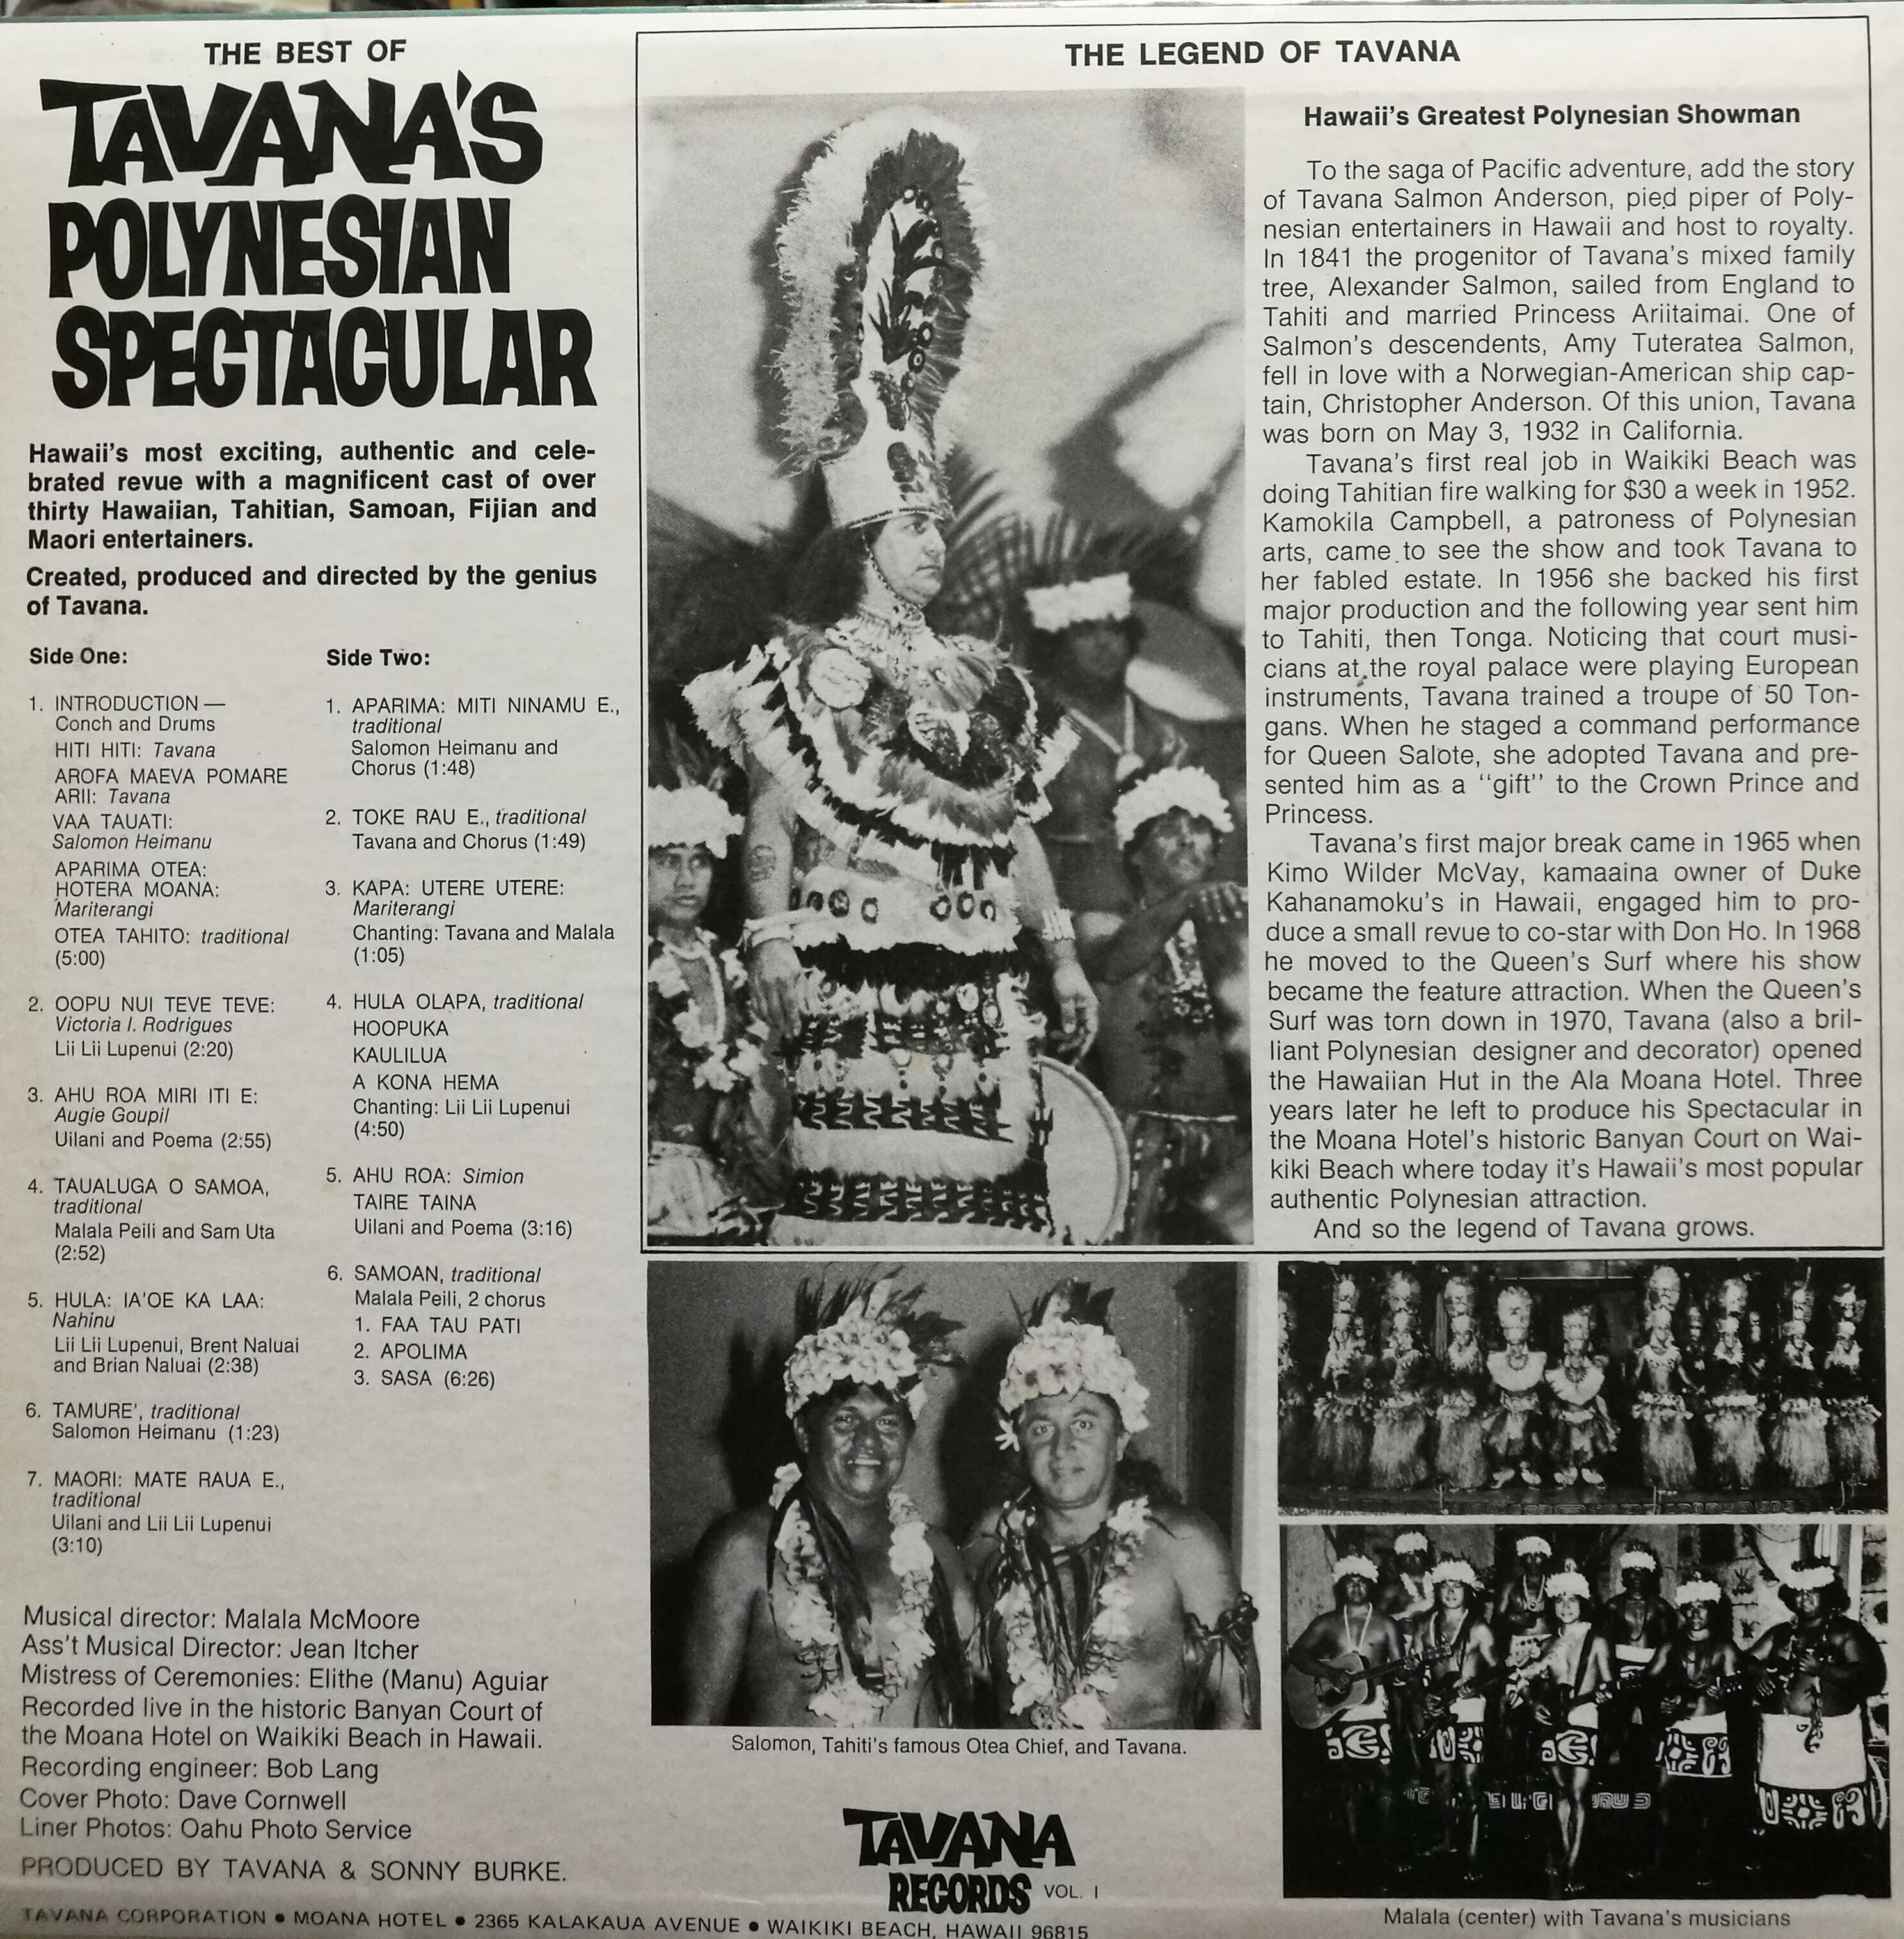 THE BEST OF
TAVANA'S
POLYNESIAN
SPECTACULAR
Hawaii's most exciting, authentic and cele-
brated revue with a magnificent cast of over
thirty Hawaiian, Tahitian, Samoan, Fijian and
Maori entertainers.
Created, produced and directed by the genius
of Tavana.
Side One:
1. INTRODUCTION —
Conch and Drums
HITI HITI: Tavana
AROFA MAEVA POMARE
ARII: Tavana
VAA TAUATI:
Salomon Heimanu
APARIMA OTEA:
HOTERA MOANA:
Mariterangi
OTEA TAHITO: traditional
(5:00)
2. OOPU NUI TEVE TEVE:
Victoria I. Rodrigues
Lii Lii Lupenui (2:20)
3. AHU ROA MIRI ITI E:
Augie Goupil
Uilani and Poema (2:55)
4. TAUALUGA O SAMOA,
traditional
Malala Peili and Sam Uta
(2:52)
5. HULA: IA'OE KA LAA:
Nahinu
Lii Lii Lupenui, Brent Naluai
and Brian Naluai (2:38)
6. TAMURE', traditional
Salomon Heimanu (1:23)
7. MAORI: MATE RAUA E.,
traditional
Uilani and Lii Lii Lupenui
(3:10)
Side Two:
1. APARIMA: MITI NINAMU E.,
traditional
Salomon Heimanu and
Chorus (1:48)
2. TOKE RAU E., traditional
Tavana and Chorus (1:49)
3. KAPA: UTERE UTERE:
Mariterangi
Chanting: Tavana and Malala
(1:05)
4. HULA OLAPA, traditional
HOOPUKA
KAULILUA
A KONA HEMA
Chanting: Lii Lii Lupenui
(4:50)
5. AHU ROA: Simion
TAIRE TAINA
Uilani and Poema (3:16)
6. SAMOAN, traditional
Malala Peili, 2 chorus
1. FAA TAU PATI
2. APOLIMA
3. SASA (6:26)
Musical director: Malala McMoore
Ass't Musical Director: Jean Itcher
Mistress of Ceremonies: Elithe (Manu) Aguiar
Recorded live in the historic Banyan Court of
the Moana Hotel on Waikiki Beach in Hawaii.
Recording engineer: Bob Lang
Cover Photo: Dave Cornwell
Liner Photos: Oahu Photo Service
PRODUCED BY TAVANA & SONNY BURKE.
TAVANA CORPORATION • MOANA HOTEL • 2365 KALAKAUA AVENUE • WAIKIKI BEACH, HAWAII 96815
THE LEGEND OF TAVANA
Hawaii's Greatest Polynesian Showman
To the saga of Pacific adventure, add the story
of Tavana Salmon Anderson, pied piper of Poly-
nesian entertainers in Hawaii and host to royalty.
In 1841 the progenitor of Tavana's mixed family
tree, Alexander Salmon, sailed from England to
Tahiti and married Princess Ariitaimai. One of
Salmon's descendents, Amy Tuteratea Salmon,
fell in love with a Norwegian-American ship cap-
tain, Christopher Anderson. Of this union, Tavana
was born on May 3, 1932 in California.
Tavana's first real job in Waikiki Beach was
doing Tahitian fire walking for $30 a week in 1952.
Kamokila Campbell, a patroness of Polynesian
arts, came to see the show and took Tavana to
her fabled estate. In 1956 she backed his first
major production and the following year sent him
to Tahiti, then Tonga. Noticing that court musi-
cians at the royal palace were playing European
instruments, Tavana trained a troupe of 50 Ton-
gans. When he staged a command performance
for Queen Salote, she adopted Tavana and pre-
sented him as a "gift" to the Crown Prince and
Princess.
Tavana's first major break came in 1965 when
Kimo Wilder McVay, kamaaina owner of Duke
Kahanamoku's in Hawaii, engaged him to pro-
duce a small revue to co-star with Don Ho. In 1968
he moved to the Queen's Surf where his show
became the feature attraction. When the Queen's
Surf was torn down in 1970, Tavana (also a bril-
liant Polynesian designer and decorator) opened
the Hawaiian Hut in the Ala Moana Hotel. Three
years later he left to produce his Spectacular in
the Moana Hotel's historic Banyan Court on Wai-
kiki Beach where today it's Hawaii's most popular
authentic Polynesian attraction.
And so the legend of Tavana grows.
Salomon, Tahiti's famous Otea Chief, and Tavana.
TAVANA
RECORDS VOL. I
Malala (center) with Tavana's musicians